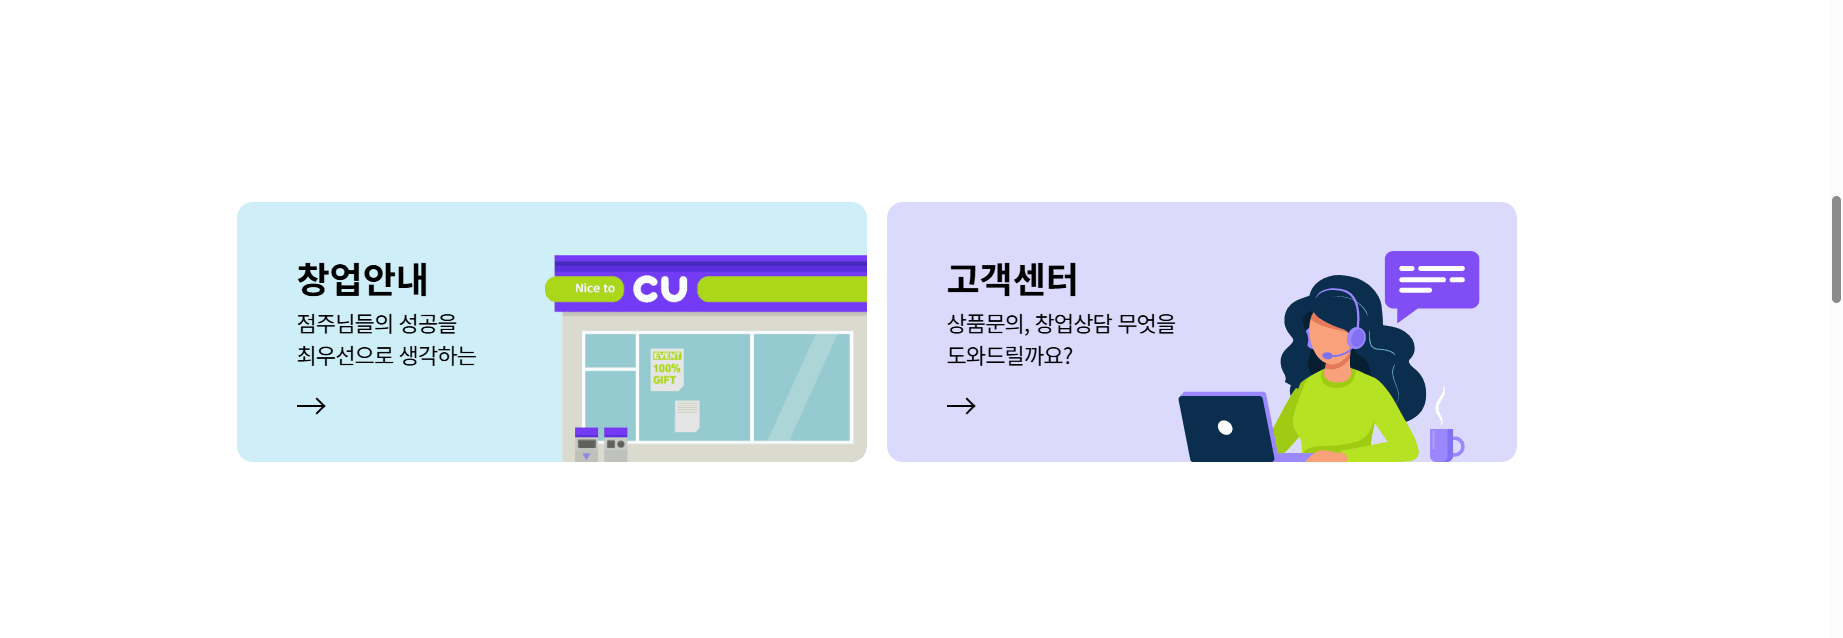 창업안내
점주님들의 성공을
최우선으로 생각하는
Nice to CU
EVENT
100%
GIFT
고객센터
상품문의, 창업상담 무엇을
도와드릴까요?